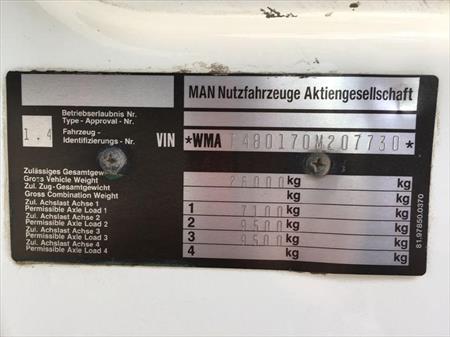 MAN Nutzfahrzeuge Aktiengesellschaft
Betriebserlaubnis Nr.
Type - Approval - Nr.
1.4 Fahrzeug - Identifizierungs - Nr. VIN *WMA F480170M207730*
Zulässiges Gesamtgew
Gross Vehicle Weight 26000 kg kg
Zul. Zug-Gesamtgewicht
Gross Combination Weight kg kg
Zul. Achslast Achse 1
Permissible Axle Load 1 1 7100 kg kg
Zul. Achslast Achse 2
Permissible Axle Load 2 2 9500 kg kg
Zul. Achslast Achse 3
Permissible Axle Load 3 3 9500 kg kg
Zul. Achslast Achse 4
Permissible Axle Load 4 4 kg kg
81.97850.0370